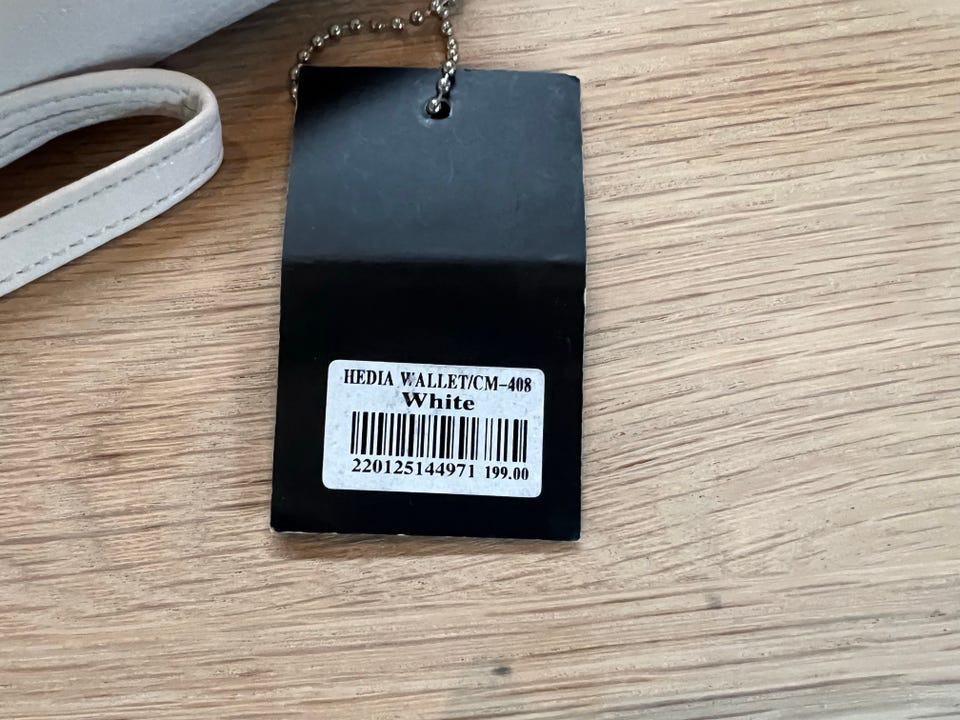 HEDIA WALLET/CM-408
White
220125144971 199.00